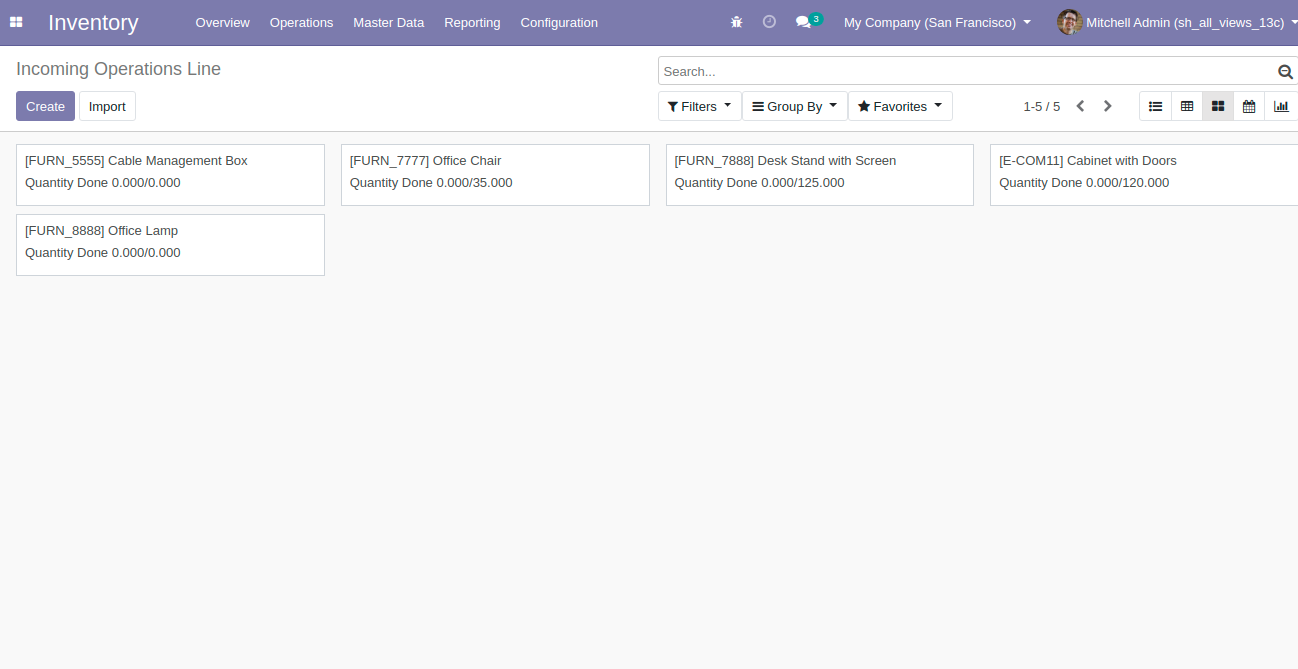 Inventory Overview Operations Master Data Reporting Configuration 3 My Company (San Francisco) Mitchell Admin (sh_all_views_13c)
Incoming Operations Line
Search...
Create Import Filters Group By Favorites 1-5 / 5
[FURN_5555] Cable Management Box
Quantity Done 0.000/0.000
[FURN_7777] Office Chair
Quantity Done 0.000/35.000
[FURN_7888] Desk Stand with Screen
Quantity Done 0.000/125.000
[E-COM11] Cabinet with Doors
Quantity Done 0.000/120.000
[FURN_8888] Office Lamp
Quantity Done 0.000/0.000